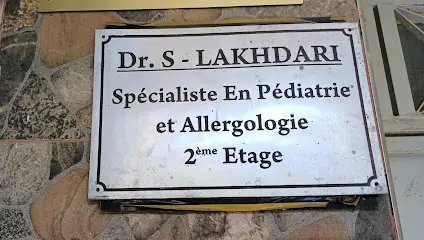 Dr. S - LAKHDARI
Spécialiste En Pédiatrie
et Allergologie
2ème Etage